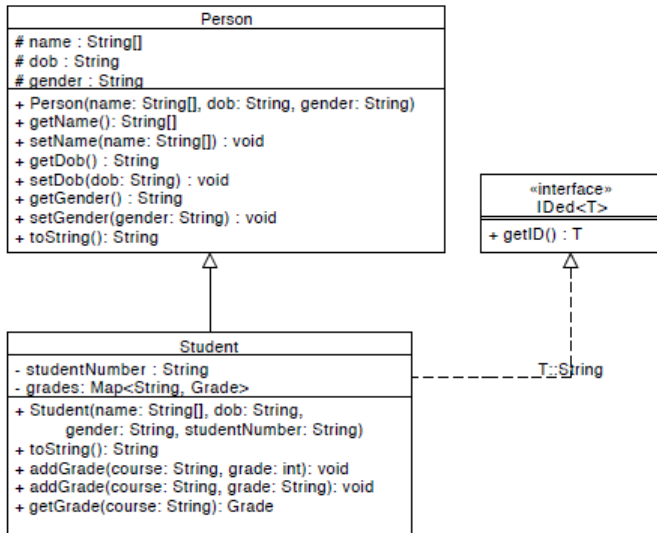 Person
# name : String[]
# dob : String
# gender : String
+ Person(name: String[], dob: String, gender: String)
+ getName(): String[]
+ setName(name: String[]) : void
+ getDob() : String
+ setDob(dob: String) : void
+ getGender() : String
+ setGender(gender: String) : void
+ toString(): String
«interface»
IDed<T>
+ getID() : T
Student
- studentNumber : String
- grades: Map<String, Grade>
+ Student(name: String[], dob: String,
gender: String, studentNumber: String)
+ toString(): String
+ addGrade(course: String, grade: int): void
+ addGrade(course: String, grade: String): void
+ getGrade(course: String): Grade
T::String